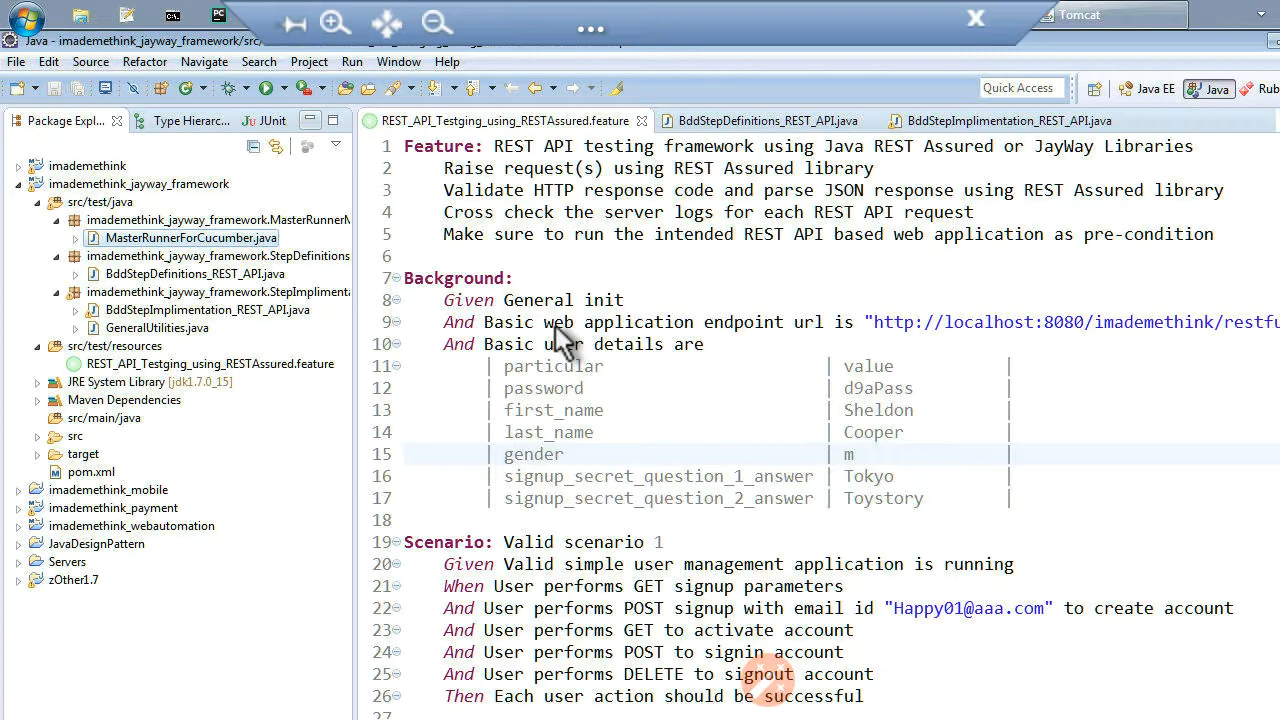 PC
Tomcat
Java - imademethink_jayway_framework/src/
File Edit Source Refactor Navigate Search Project Run Window Help
Quick Access
Java EE
Java
Rub
Package Expl...
Type Hierarc...
JUnit
REST_API_Testging_using_RESTAssured.feature
BddStepDefinitions_REST_API.java
BddStepImplimentation_REST_API.java
imademethink
imademethink_jayway_framework
src/test/java
imademethink_jayway_framework.MasterRunnerM
MasterRunnerForCucumber.java
imademethink_jayway_framework.StepDefinitions
BddStepDefinitions_REST_API.java
imademethink_jayway_framework.StepImplimenta
BddStepImplimentation_REST_API.java
GeneralUtilities.java
src/test/resources
REST_API_Testging_using_RESTAssured.feature
JRE System Library [jdk1.7.0_15]
Maven Dependencies
src/main/java
src
target
pom.xml
imademethink_mobile
imademethink_payment
imademethink_webautomation
JavaDesignPattern
Servers
zOther1.7
1 Feature: REST API testing framework using Java REST Assured or JayWay Libraries
2 Raise request(s) using REST Assured library
3 Validate HTTP response code and parse JSON response using REST Assured library
4 Cross check the server logs for each REST API request
5 Make sure to run the intended REST API based web application as pre-condition
6
7 Background:
8 Given General init
9 And Basic web application endpoint url is "http://localhost:8080/imademethink/restfu
10 And Basic user details are
11 | particular | value |
12 | password | d9aPass |
13 | first_name | Sheldon |
14 | last_name | Cooper |
15 | gender | m |
16 | signup_secret_question_1_answer | Tokyo |
17 | signup_secret_question_2_answer | Toystory |
18
19 Scenario: Valid scenario 1
20 Given Valid simple user management application is running
21 When User performs GET signup parameters
22 And User performs POST signup with email id "Happy01@aaa.com" to create account
23 And User performs GET to activate account
24 And User performs POST to signin account
25 And User performs DELETE to signout account
26 Then Each user action should be successful
27